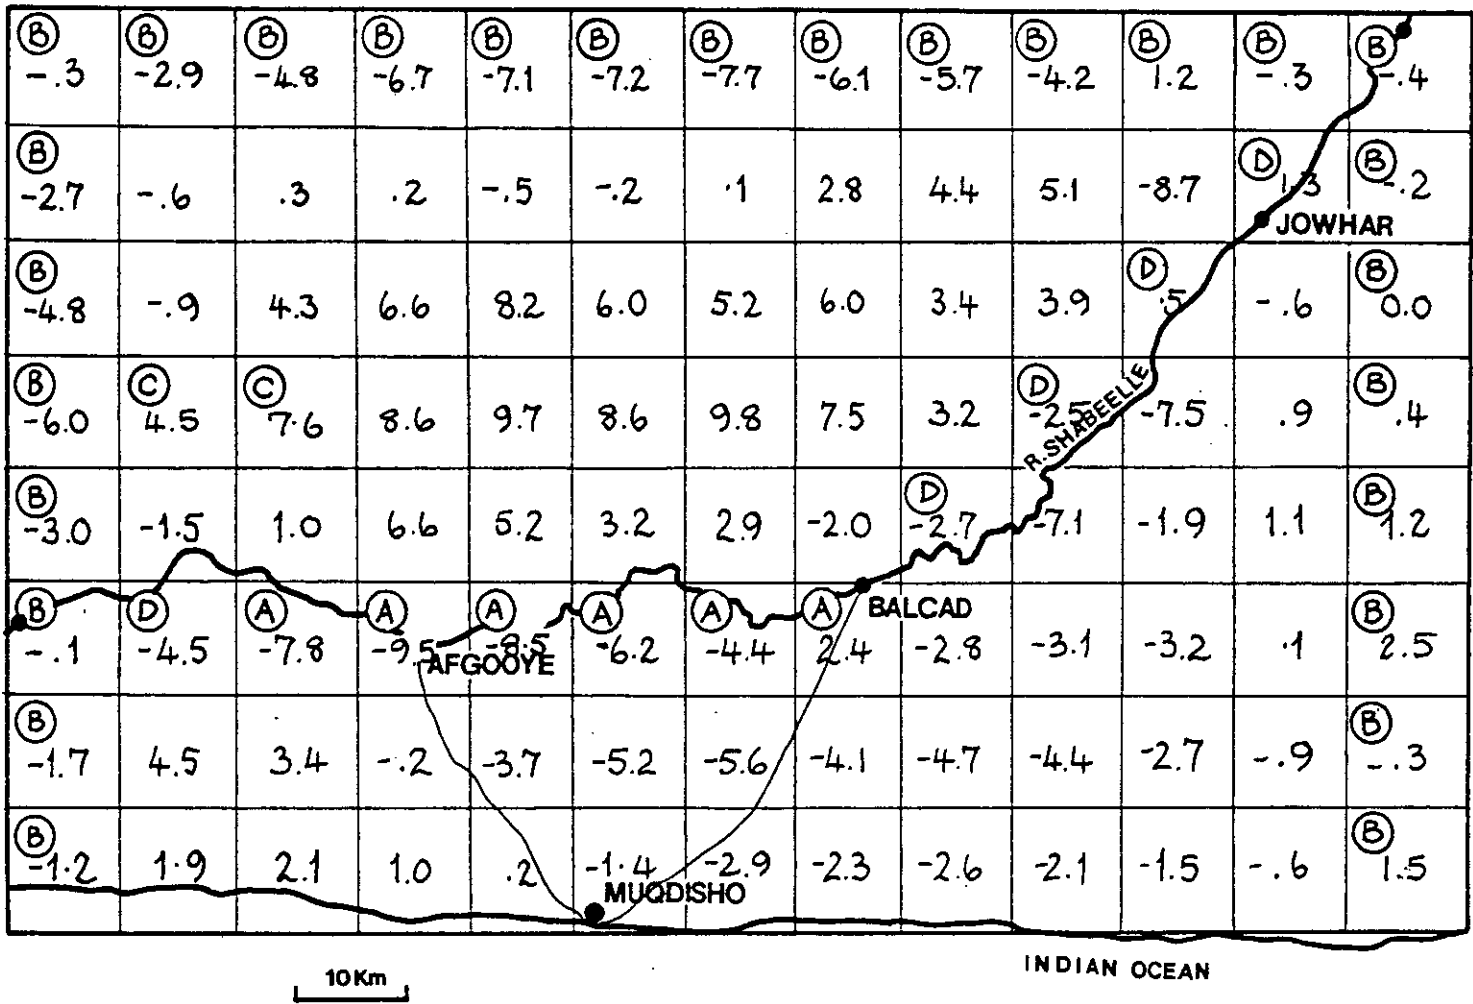 B B B B B B B B B B B B B
-.3 -2.9 -4.8 -6.7 -7.1 -7.2 -7.7 -6.1 -5.7 -4.2 1.2 -.3 -.4
B D B
-2.7 -.6 .3 .2 -.5 -.2 .1 2.8 4.4 5.1 -8.7 1.3 -.2
JOWHAR
B D B
-4.8 -.9 4.3 6.6 8.2 6.0 5.2 6.0 3.4 3.9 .5 -.6 0.0
B C C D B
-6.0 4.5 7.6 8.6 9.7 8.6 9.8 7.5 3.2 -2.5 -7.5 .9 .4
R. SHABEELLE
B D B
-3.0 -1.5 1.0 6.6 5.2 3.2 2.9 -2.0 -2.7 -7.1 -1.9 1.1 1.2
B D A A A A A A BALCAD B
-.1 -4.5 -7.8 -9.5 -8.5 -6.2 -4.4 2.4 -2.8 -3.1 -3.2 .1 2.5
AFGOOYE
B B
-1.7 4.5 3.4 -.2 -3.7 -5.2 -5.6 -4.1 -4.7 -4.4 -2.7 -.9 -.3
B B
-1.2 1.9 2.1 1.0 .2 -1.4 -2.9 -2.3 -2.6 -2.1 -1.5 -.6 1.5
MUQDISHO
INDIAN OCEAN
10 Km